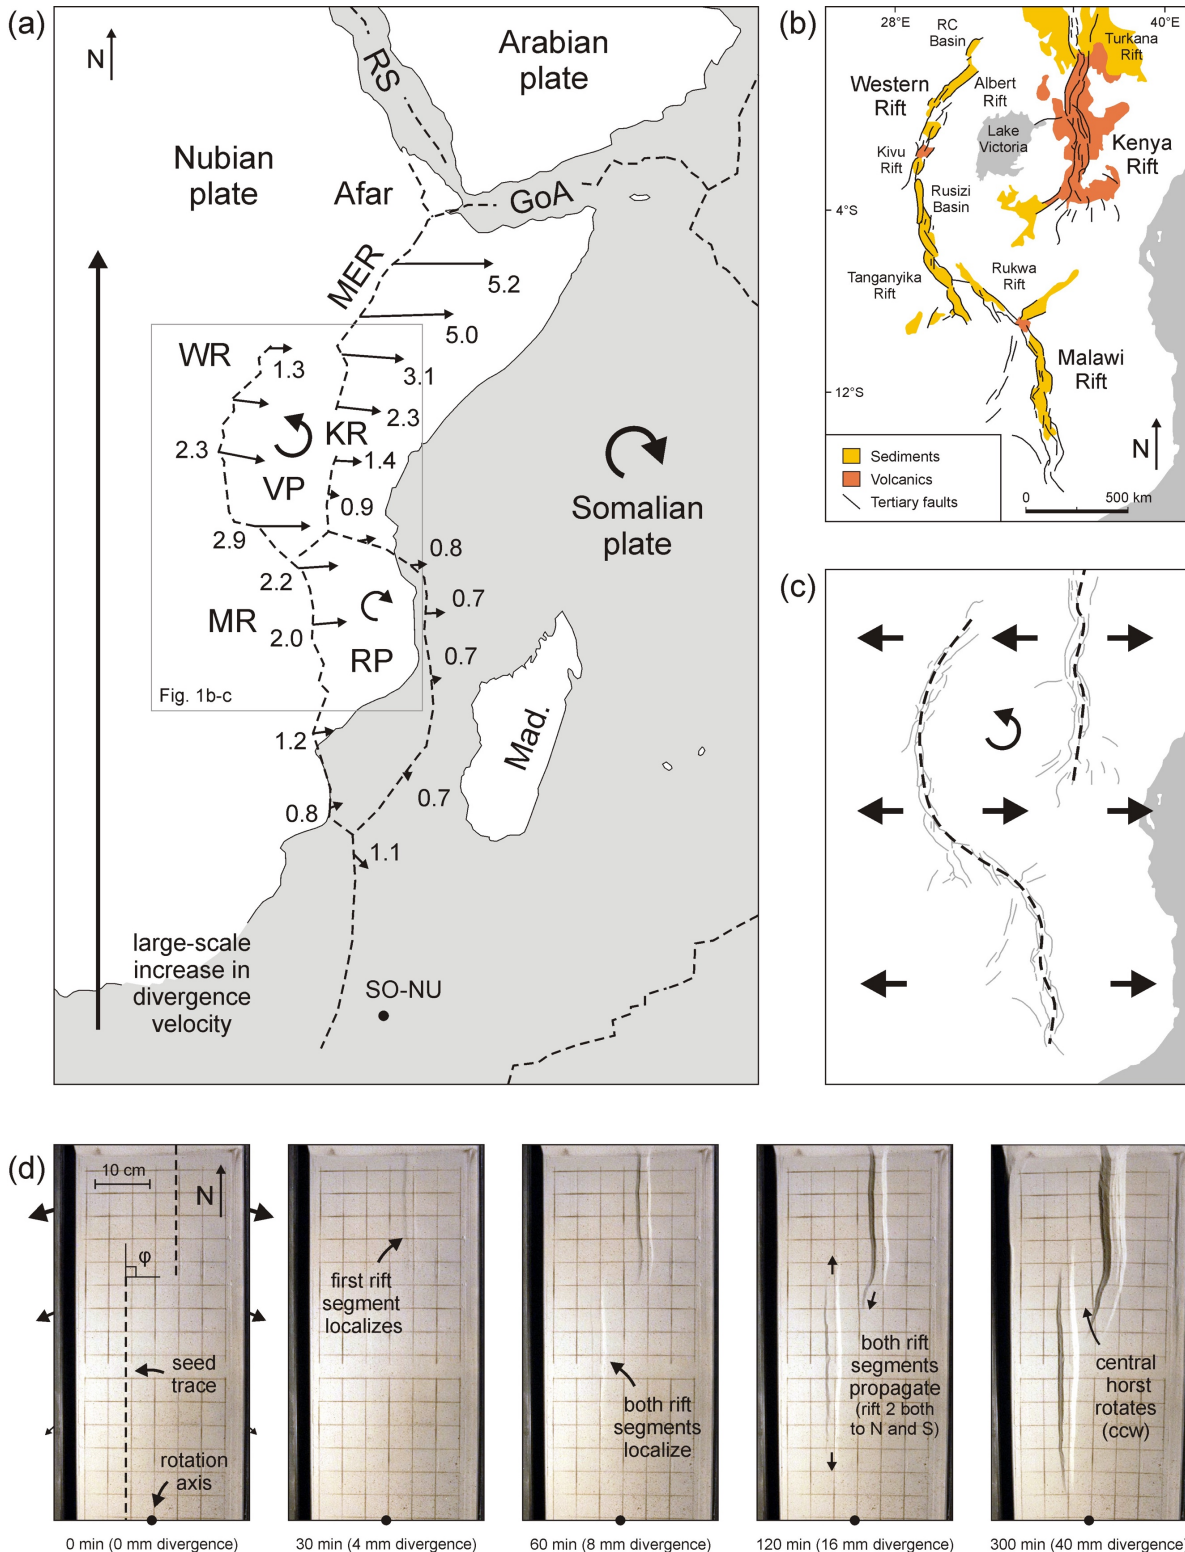 (a)
N
RS
Arabian
plate
Nubian
plate
Afar
GoA
MER
5.2
5.0
WR
1.3
3.1
2.3
KR
2.3
1.4
VP
0.9
Somalian
plate
2.9
0.8
2.2
0.7
MR
2.0
RP
0.7
Fig. 1b-c
Mad.
1.2
0.7
0.8
1.1
large-scale
increase in
divergence
velocity
SO-NU
(b)
28°E
40°E
RC
Basin
Turkana
Rift
Western
Rift
Albert
Rift
Lake
Victoria
Kenya
Rift
Kivu
Rift
Rusizi
Basin
4°S
Tanganyika
Rift
Rukwa
Rift
Malawi
Rift
12°S
N
Sediments
Volcanics
Tertiary faults
0
500 km
(c)
(d)
10 cm
N
φ
seed
trace
rotation
axis
0 min (0 mm divergence)
first rift
segment
localizes
30 min (4 mm divergence)
both rift
segments
localize
60 min (8 mm divergence)
both rift
segments
propagate
(rift 2 both
to N and S)
120 min (16 mm divergence)
central
horst
rotates
(ccw)
300 min (40 mm divergence)